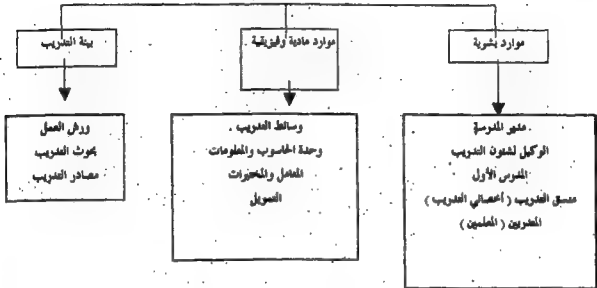 موارد بشرية
موارد مادية وفيزيقية
بيئة التدريب
مدير المدرسة
الوكيل لشئون التدريب
المدرس الأول
منسق التدريب ( أخصائي التدريب )
المتدربين ( المعلمين )
وسائط التدريب .
وحدة الحاسوب والمعلومات
المعامل والمختبرات
التمويل
ورش العمل
بحوث التدريب
مصادر التدريب